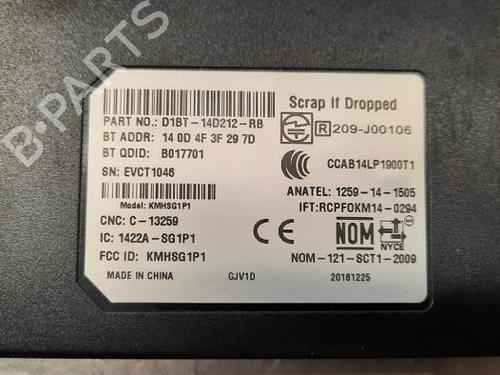 PART NO.: D1BT-14D212-RB
BT ADDR: 14 0D 4F 3F 29 7D
BT QDID: B017701
SN: EVCT1046
Model: KMHSG1P1
CNC: C-13259
IC: 1422A-SG1P1
FCC ID: KMHSG1P1
MADE IN CHINA GJV1D
Scrap If Dropped
R 209-J00106
CCAB14LP1900T1
ANATEL: 1259-14-1505
IFT:RCPFOKM14-0294
CE NOM NYCE
NOM-121-SCT1-2009
20161225
B-PARTS